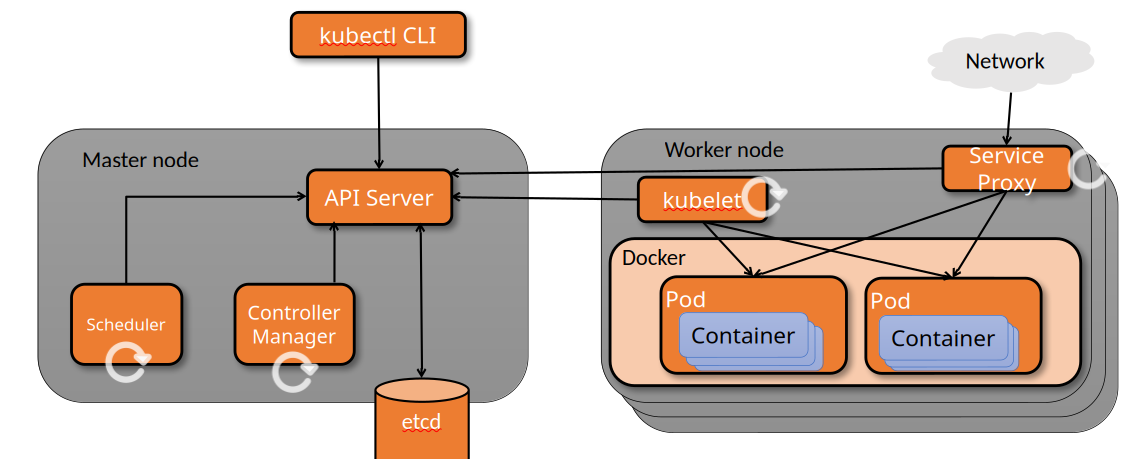 kubectl CLI
Network
Master node
Worker node
Service
Proxy
API Server
kubelet
Docker
Scheduler
Controller
Manager
Pod
Container
Pod
Container
etcd